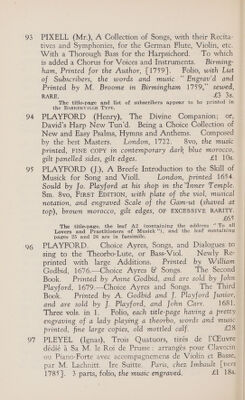 93 PIXELL (Mr.), A Collection of Songs, with their Recita-
tives and Symphonies, for the German Flute, Violin, etc.
With a Thorough Bass for the Harpsicord. To which
is added a Chorus for Voices and Instruments. Birming-
ham, Printed for the Author, [1759]. Folio, with List
of Subscribers, the words and music " Engrav'd and
Printed by M. Broome in Birmingham 1759," sewed,
RARE. £3 3s.
The title-page and list of subscribers appear to be printed in
the BASKERVILLE TYPE.
94 PLAYFORD (Henry), The Divine Companion; or,
David's Harp New Tun'd. Being a Choice Collection of
New and Easy Psalms, Hymns and Anthems. Composed
by the best Masters. London, 1722. 8vo, the music
printed, FINE COPY in contemporary dark blue morocco,
gilt panelled sides, gilt edges. £1 10s.
95 PLAYFORD (J.), A Breefe Introduction to the Skill of
Musick for Song and Violl. London, printed 1654.
Sould by Jo. Playford at his shop in the Inner Temple.
Sm. 8vo, FIRST EDITION, with plate of the viol, musical
notation, and engraved Scale of the Gam-ut (shaved at
top), brown morocco, gilt edges, OF EXCESSIVE RARITY.
£65
The title-page, the leaf A2 (containing the address "To all
Lovers and Practitioners of Musick"), and the leaf containing
pages 25 and 26 are in facsimile.
96 PLAYFORD. Choice Ayres, Songs, and Dialogues to
sing to the Theorbo-Lute, or Bass-Viol. Newly Re-
printed with large Additions. Printed by William
Godbid, 1676.—Choice Ayres & Songs. The Second
Book. Printed by Anne Godbid, and are sold by John
Playford, 1679.—Choice Ayres and Songs. The Third
Book. Printed by A. Godbid and J. Playford Junior,
and are sold by J. Playford, and John Carr. 1681.
Three vols. in 1. Folio, each title-page having a pretty
engraving of a lady playing a theorbo, words and music
printed, fine large copies, old mottled calf. £28
97 PLEYEL (Ignas), Trois Quatuors, tirés de l'Œuvre
dédié à Sa M. le Roi de Prusse: arrangés pour Clavecin
ou Piano-Forte avec accompagnemens de Violin et Basse,
par M. Lachnitt. Ire Suitte. Paris, chez Imbault [vers
1785]. 3 parts, folio, the music engraved. £1 18s.